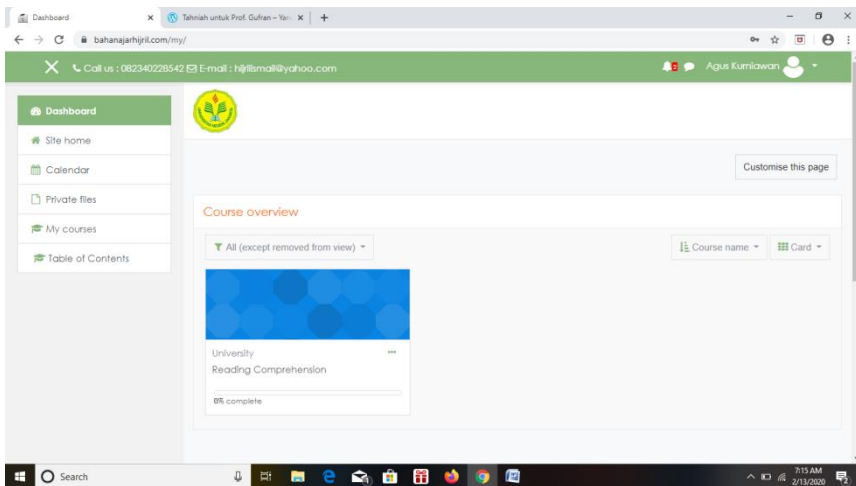 Dashboard
Tahniah untuk Prof. Gufran – Yan
bahanajarhijril.com/my/
Call us : 082340228542 E-mail : hijrilismail@yahoo.com
Agus Kurniawan
Dashboard
Site home
Calendar
Private files
My courses
Table of Contents
Customise this page
Course overview
All (except removed from view)
Course name
Card
University
Reading Comprehension
0% complete
Search
7:15 AM
2/13/2020